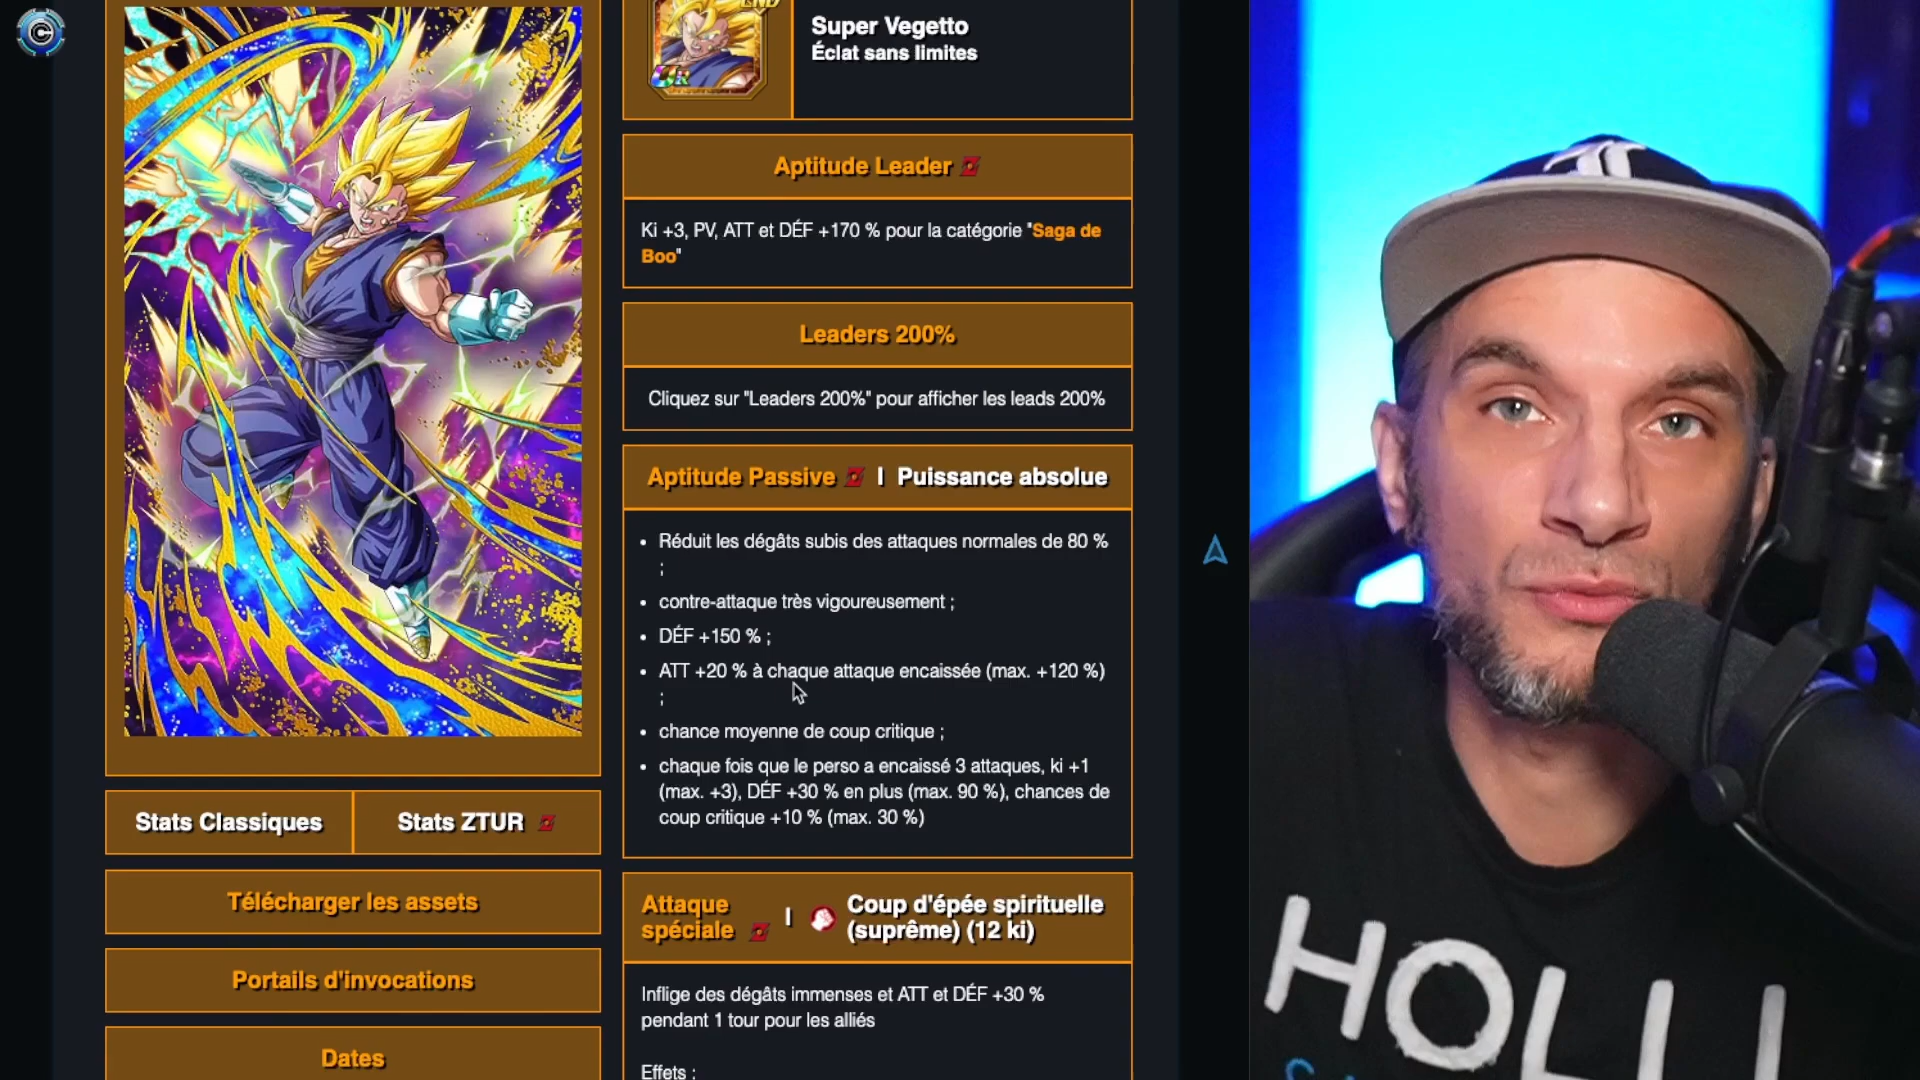 Super Vegetto
Éclat sans limites
UR
Aptitude Leader
Ki +3, PV, ATT et DÉF +170 % pour la catégorie "Saga de
Boo"
Leaders 200%
Cliquez sur "Leaders 200%" pour afficher les leads 200%
Aptitude Passive | Puissance absolue
• Réduit les dégâts subis des attaques normales de 80 %
;
• contre-attaque très vigoureusement ;
• DÉF +150 % ;
• ATT +20 % à chaque attaque encaissée (max. +120 %)
;
• chance moyenne de coup critique ;
• chaque fois que le perso a encaissé 3 attaques, ki +1
(max. +3), DÉF +30 % en plus (max. 90 %), chances de
coup critique +10 % (max. 30 %)
Stats Classiques
Stats ZTUR
Télécharger les assets
Portails d'invocations
Dates
Attaque
spéciale
|
Coup d'épée spirituelle
(suprême) (12 ki)
Inflige des dégâts immenses et ATT et DÉF +30 %
pendant 1 tour pour les alliés
Effets :
HOLL